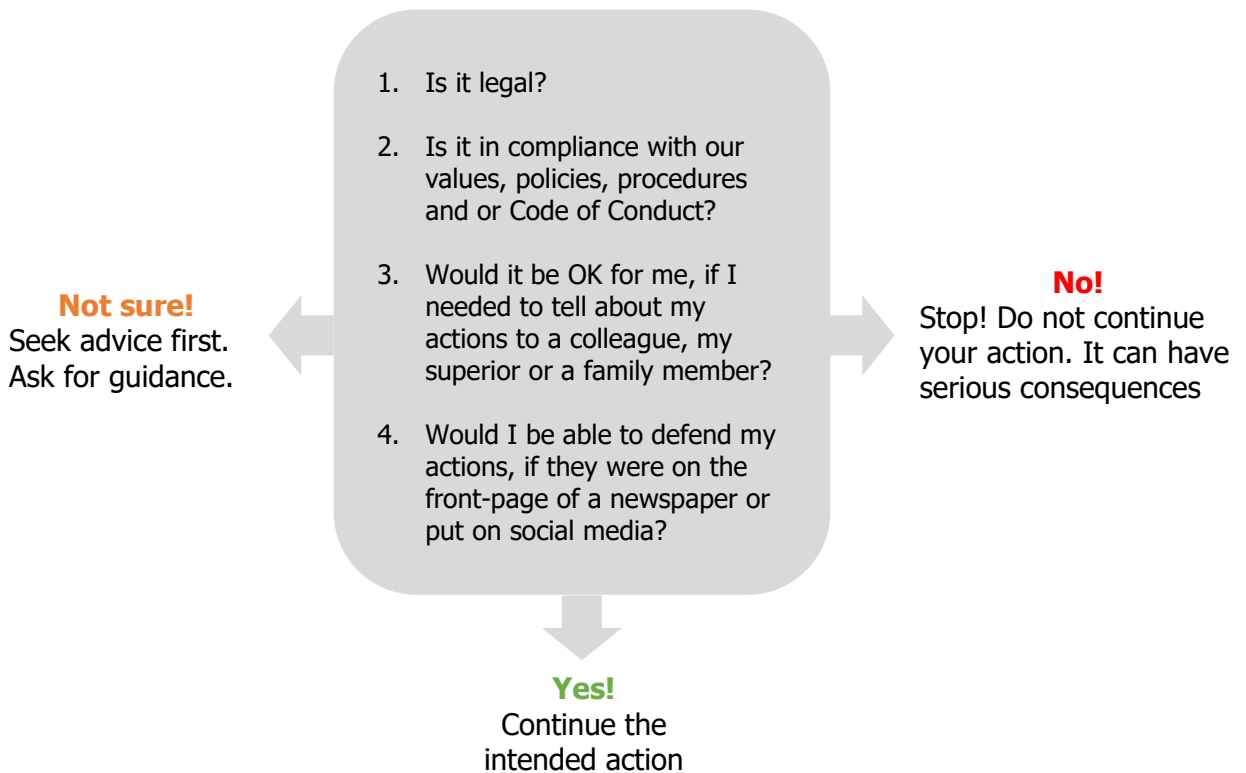 1. Is it legal?
2. Is it in compliance with our
values, policies, procedures
and or Code of Conduct?
3. Would it be OK for me, if I
needed to tell about my
actions to a colleague, my
superior or a family member?
4. Would I be able to defend my
actions, if they were on the
front-page of a newspaper or
put on social media?
Not sure!
Seek advice first.
Ask for guidance.
No!
Stop! Do not continue
your action. It can have
serious consequences
Yes!
Continue the
intended action